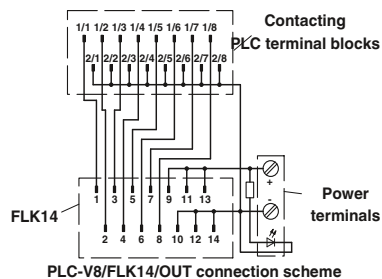 Contacting
1/1 1/2 1/3 1/4 1/5 1/6 1/7 1/8
PLC terminal blocks
2/1 2/2 2/3 2/4 2/5 2/6 2/7 2/8
1 3 5 7 9 11 13
+
FLK14
-
Power
terminals
2 4 6 8 10 12 14
PLC-V8/FLK14/OUT connection scheme